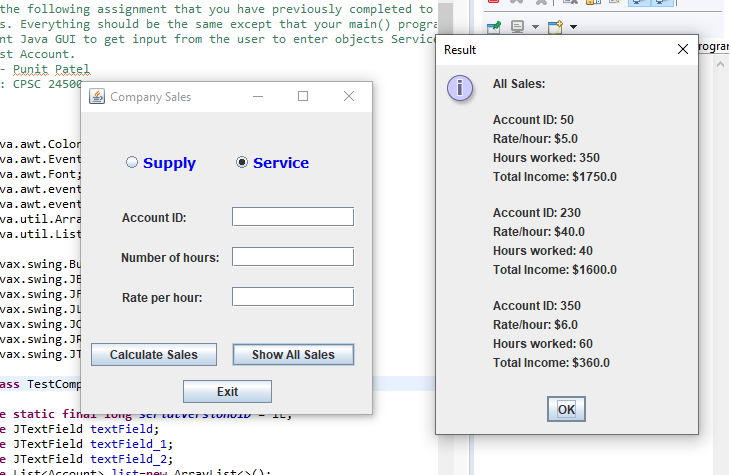 the following assignment that you have previously completed to
s. Everything should be the same except that your main() progra
nt Java GUI to get input from the user to enter objects Servic
st Account.
- Punit Patel
: CPSC 24500
va.awt.Color
va.awt.Event
va.awt.Font;
va.awt.event
va.awt.event
va.util.Arra
va.util.List
vax.swing.Bu
vax.swing.JB
vax.swing.JF
vax.swing.JL
vax.swing.JO
vax.swing.JR
vax.swing.JT
ass TestComp
e static final long serialVersionUID = 1L;
e JTextField textField;
e JTextField textField_1;
e JTextField textField_2;
e List<Account> list=new ArrayList<>();
Company Sales
Supply Service
Account ID:
Number of hours:
Rate per hour:
Calculate Sales Show All Sales
Exit
Result
All Sales:
Account ID: 50
Rate/hour: $5.0
Hours worked: 350
Total Income: $1750.0
Account ID: 230
Rate/hour: $40.0
Hours worked: 40
Total Income: $1600.0
Account ID: 350
Rate/hour: $6.0
Hours worked: 60
Total Income: $360.0
OK
rogran